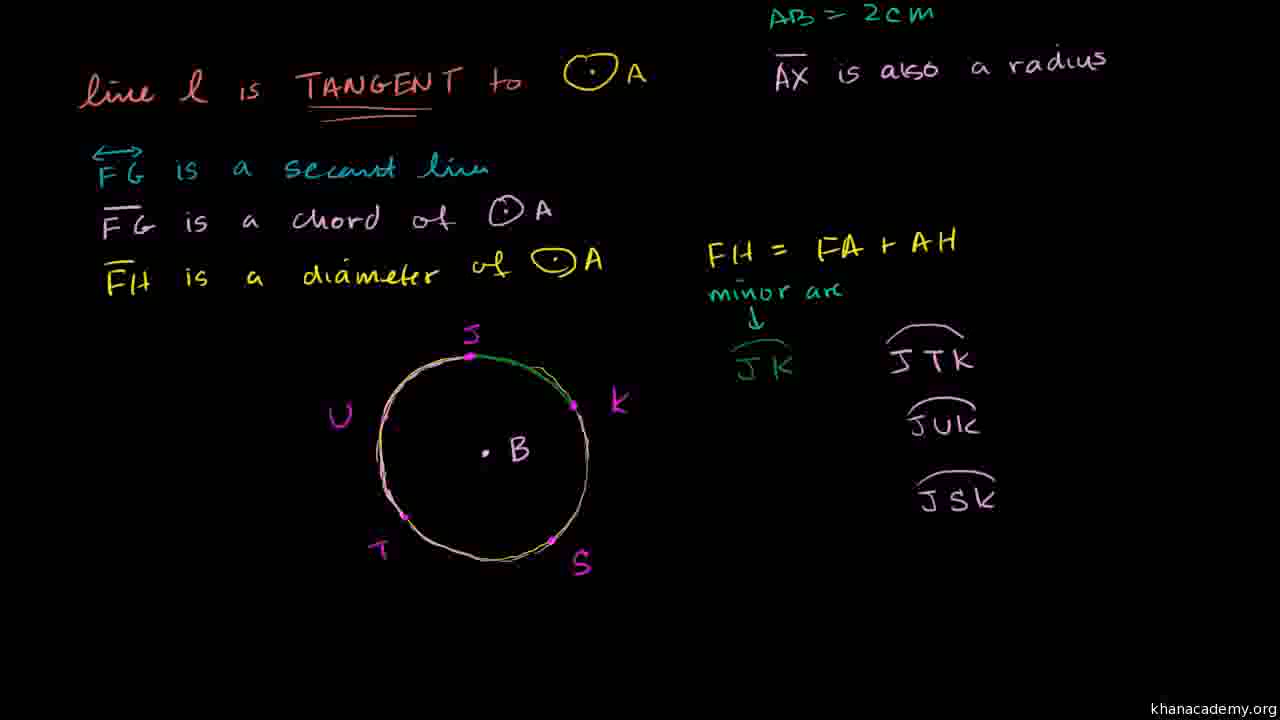 AB = 2cm
line l is TANGENT to ⊙A
AX is also a radius
FG is a secant line
FG is a chord of ⊙A
FH is a diameter of ⊙A
FH = FA + AH
minor arc
↓
JK
JTK
JUK
JSK
J
K
U
B
T
S
khanacademy.org